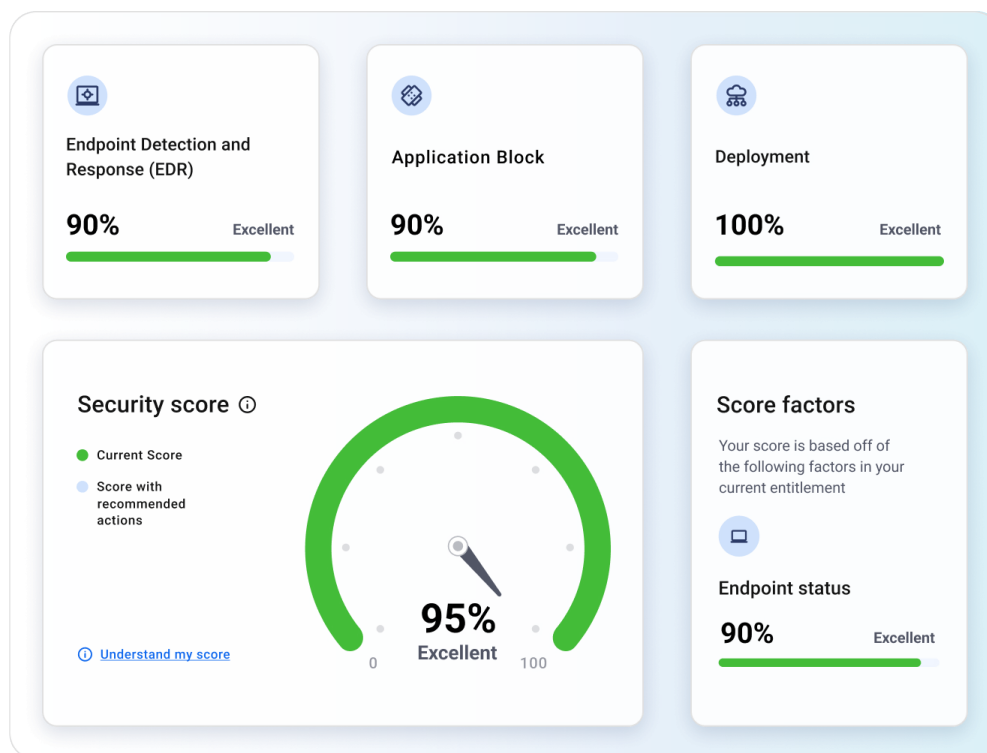 Endpoint Detection and
Response (EDR)
90%
Excellent
Application Block
90%
Excellent
Deployment
100%
Excellent
Security score
Current Score
Score with
recommended
actions
Understand my score
95%
Excellent
0
100
Score factors
Your score is based off of
the following factors in your
current entitlement
Endpoint status
90%
Excellent